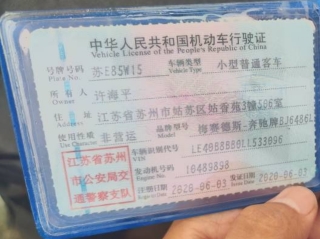 中华人民共和国机动车行驶证
Vehicle License of the People's Republic of China
号牌号码 苏E85W15 车辆类型 小型普通客车
Plate No. Vehicle Type
所有人 许海平
Owner
住址 江苏省苏州市姑苏区姑香苑3幢506室
Address
使用性质 非营运 品牌型号 梅赛德斯-奔驰牌BJ6486L
Use Character Model
江苏省苏州
市公安局交
通警察支队
车辆识别代号
VIN
发动机号码 16489898
Engine No.
注册日期 2020-06-03 发证日期 2020-06-03
Register Date Issue Date